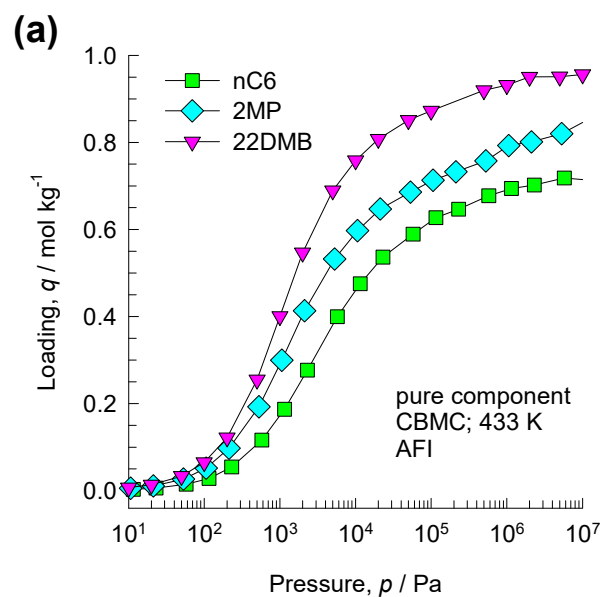 (a)
1.0
0.8
0.6
0.4
0.2
0.0
nC6
2MP
22DMB
pure component
CBMC; 433 K
AFI
Loading, q / mol kg⁻¹
10¹ 10² 10³ 10⁴ 10⁵ 10⁶ 10⁷
Pressure, p / Pa